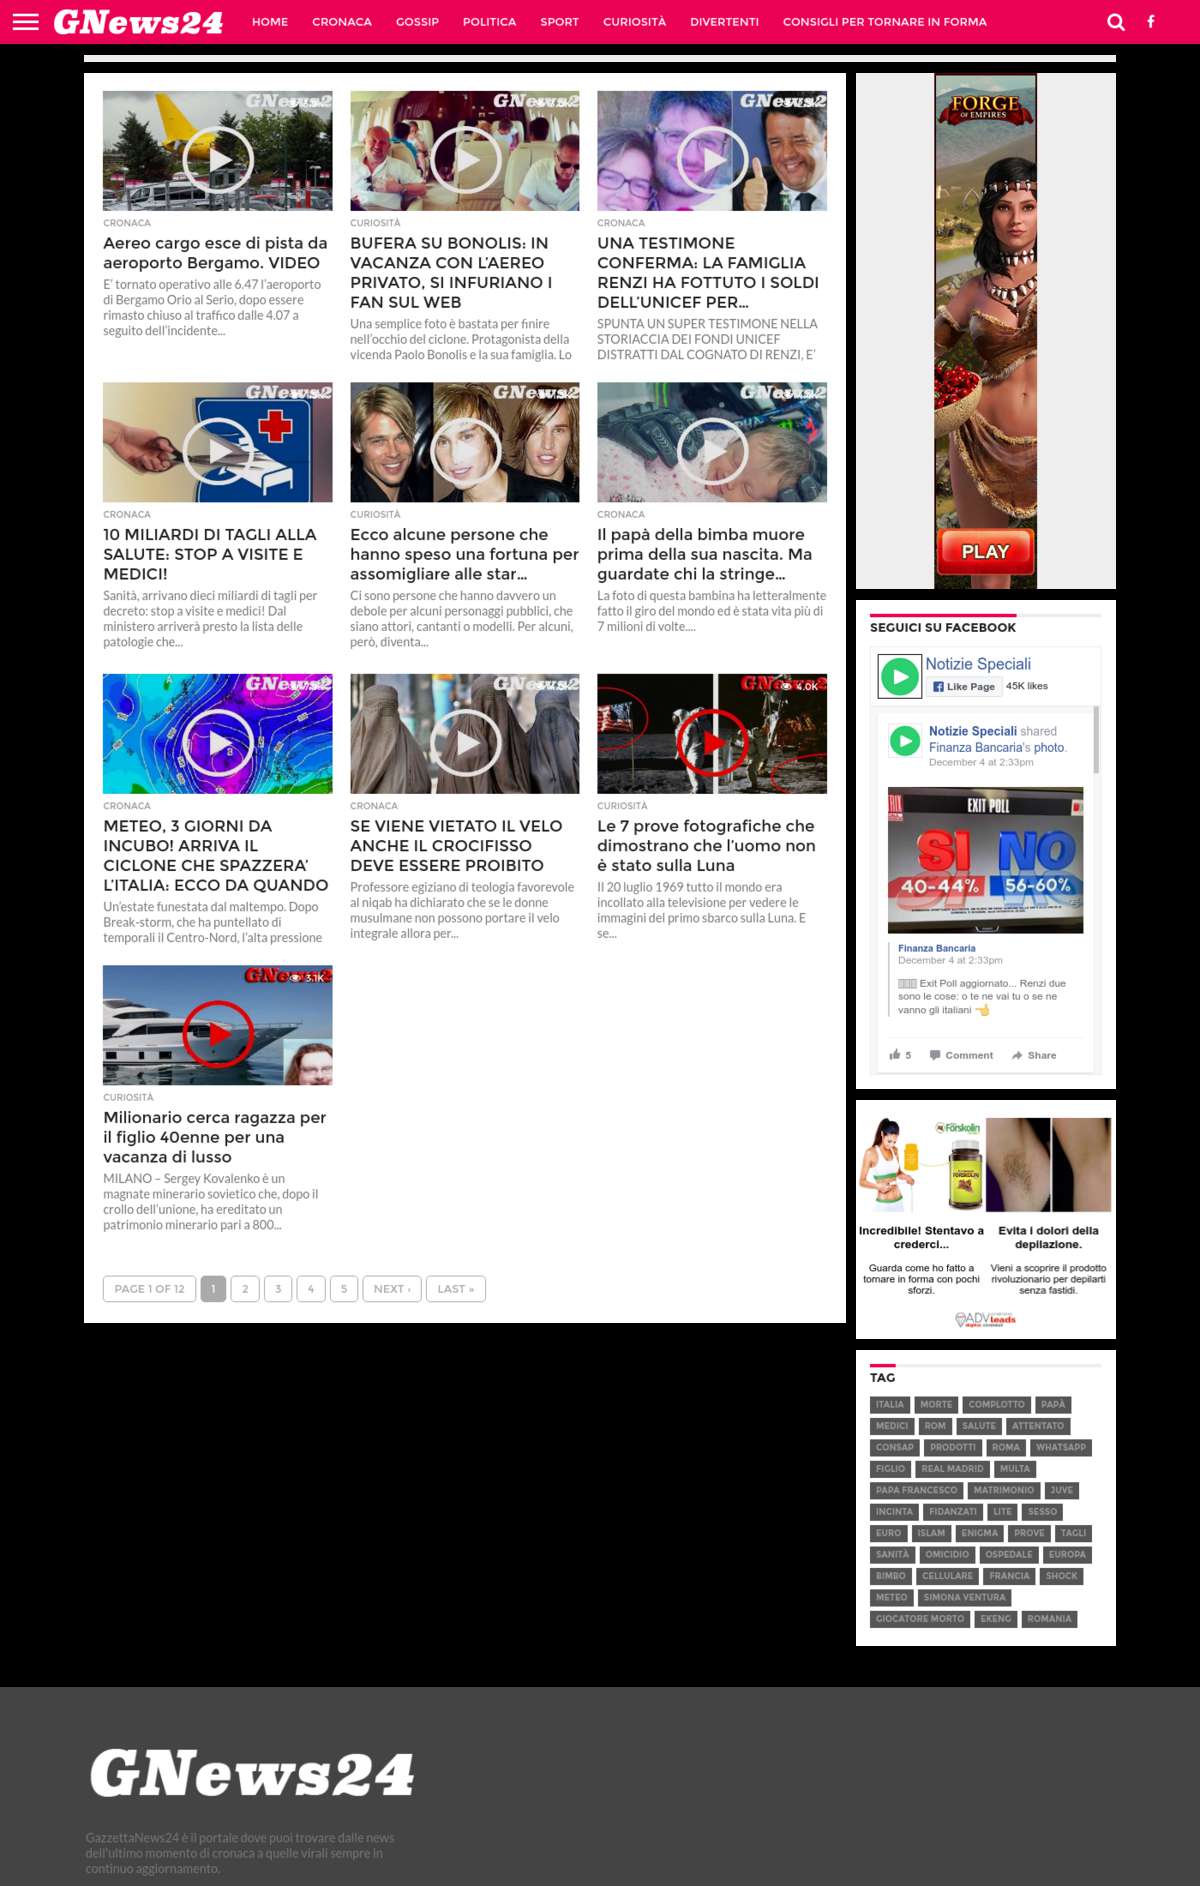 GNews24
HOME CRONACA GOSSIP POLITICA SPORT CURIOSITÀ DIVERTENTI CONSIGLI PER TORNARE IN FORMA
GNews2
CRONACA
Aereo cargo esce di pista da
aeroporto Bergamo. VIDEO
E' tornato operativo alle 6.47 l'aeroporto
di Bergamo Orio al Serio, dopo essere
rimasto chiuso al traffico dalle 4.07 a
seguito dell'incidente...
GNews2
CURIOSITÀ
BUFERA SU BONOLIS: IN
VACANZA CON L'AEREO
PRIVATO, SI INFURIANO I
FAN SUL WEB
Una semplice foto è bastata per finire
nell'occhio del ciclone. Protagonista della
vicenda Paolo Bonolis e la sua famiglia. Lo
GNews2
CRONACA
UNA TESTIMONE
CONFERMA: LA FAMIGLIA
RENZI HA FOTTUTO I SOLDI
DELL'UNICEF PER...
SPUNTA UN SUPER TESTIMONE NELLA
STORIACCIA DEI FONDI UNICEF
DISTRATTI DAL COGNATO DI RENZI, E'
GNews2
CRONACA
10 MILIARDI DI TAGLI ALLA
SALUTE: STOP A VISITE E
MEDICI!
Sanità, arrivano dieci miliardi di tagli per
decreto: stop a visite e medici! Dal
ministero arriverà presto la lista delle
patologie che...
GNews2
CURIOSITÀ
Ecco alcune persone che
hanno speso una fortuna per
assomigliare alle star...
Ci sono persone che hanno davvero un
debole per alcuni personaggi pubblici, che
siano attori, cantanti o modelli. Per alcuni,
però, diventa...
GNews2
CRONACA
Il papà della bimba muore
prima della sua nascita. Ma
guardate chi la stringe...
La foto di questa bambina ha letteralmente
fatto il giro del mondo ed è stata vita più di
7 milioni di volte....
GNews2
CRONACA
METEO, 3 GIORNI DA
INCUBO! ARRIVA IL
CICLONE CHE SPAZZERA'
L'ITALIA: ECCO DA QUANDO
Un'estate funestata dal maltempo. Dopo
Break-storm, che ha puntellato di
temporali il Centro-Nord, l'alta pressione
GNews2
CRONACA
SE VIENE VIETATO IL VELO
ANCHE IL CROCIFISSO
DEVE ESSERE PROIBITO
Professore egiziano di teologia favorevole
al niqab ha dichiarato che se le donne
musulmane non possono portare il velo
integrale allora per...
GNews2
4.0K
CURIOSITÀ
Le 7 prove fotografiche che
dimostrano che l'uomo non
è stato sulla Luna
Il 20 luglio 1969 tutto il mondo era
incollato alla televisione per vedere le
immagini del primo sbarco sulla Luna. E
se...
GNews2
3.1K
CURIOSITÀ
Milionario cerca ragazza per
il figlio 40enne per una
vacanza di lusso
MILANO – Sergey Kovalenko è un
magnate minerario sovietico che, dopo il
crollo dell'unione, ha ereditato un
patrimonio minerario pari a 800...
PAGE 1 OF 12 1 2 3 4 5 NEXT › LAST »
FORGE
OF EMPIRES
PLAY
SEGUICI SU FACEBOOK
Notizie Speciali
Like Page 45K likes
Notizie Speciali shared
Finanza Bancaria's photo.
December 4 at 2:33pm
EXIT POLL
SI NO
40-44% 56-60%
Finanza Bancaria
December 4 at 2:33pm
Exit Poll aggiornato... Renzi due
sono le cose: o te ne vai tu o se ne
vanno gli italiani 👈
5 Comment Share
Forskolin
FORSKOLIN
Incredibile! Stentavo a
crederci...
Guarda come ho fatto a
tornare in forma con pochi
sforzi.
Evita i dolori della
depilazione.
Vieni a scoprire il prodotto
rivoluzionario per depilarti
senza fastidi.
ADVleads
TAG
ITALIA MORTE COMPLOTTO PAPÀ
MEDICI ROM SALUTE ATTENTATO
CONSAP PRODOTTI ROMA WHATSAPP
FIGLIO REAL MADRID MULTA
PAPA FRANCESCO MATRIMONIO JUVE
INCINTA FIDANZATI LITE SESSO
EURO ISLAM ENIGMA PROVE TAGLI
SANITÀ OMICIDIO OSPEDALE EUROPA
BIMBO CELLULARE FRANCIA SHOCK
METEO SIMONA VENTURA
GIOCATORE MORTO EKENG ROMANIA
GNews24
GazzettaNews24 è il portale dove puoi trovare dalle news
dell'ultimo momento di cronaca a quelle virali sempre in
continuo aggiornamento.